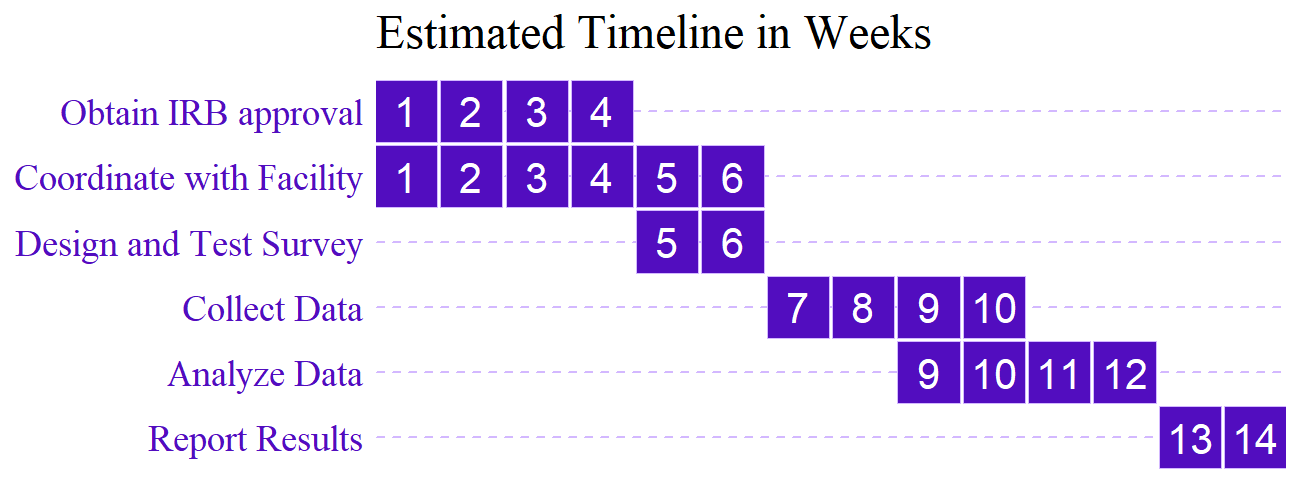 Estimated Timeline in Weeks
Obtain IRB approval 1 2 3 4
Coordinate with Facility 1 2 3 4 5 6
Design and Test Survey 5 6
Collect Data 7 8 9 10
Analyze Data 9 10 11 12
Report Results 13 14